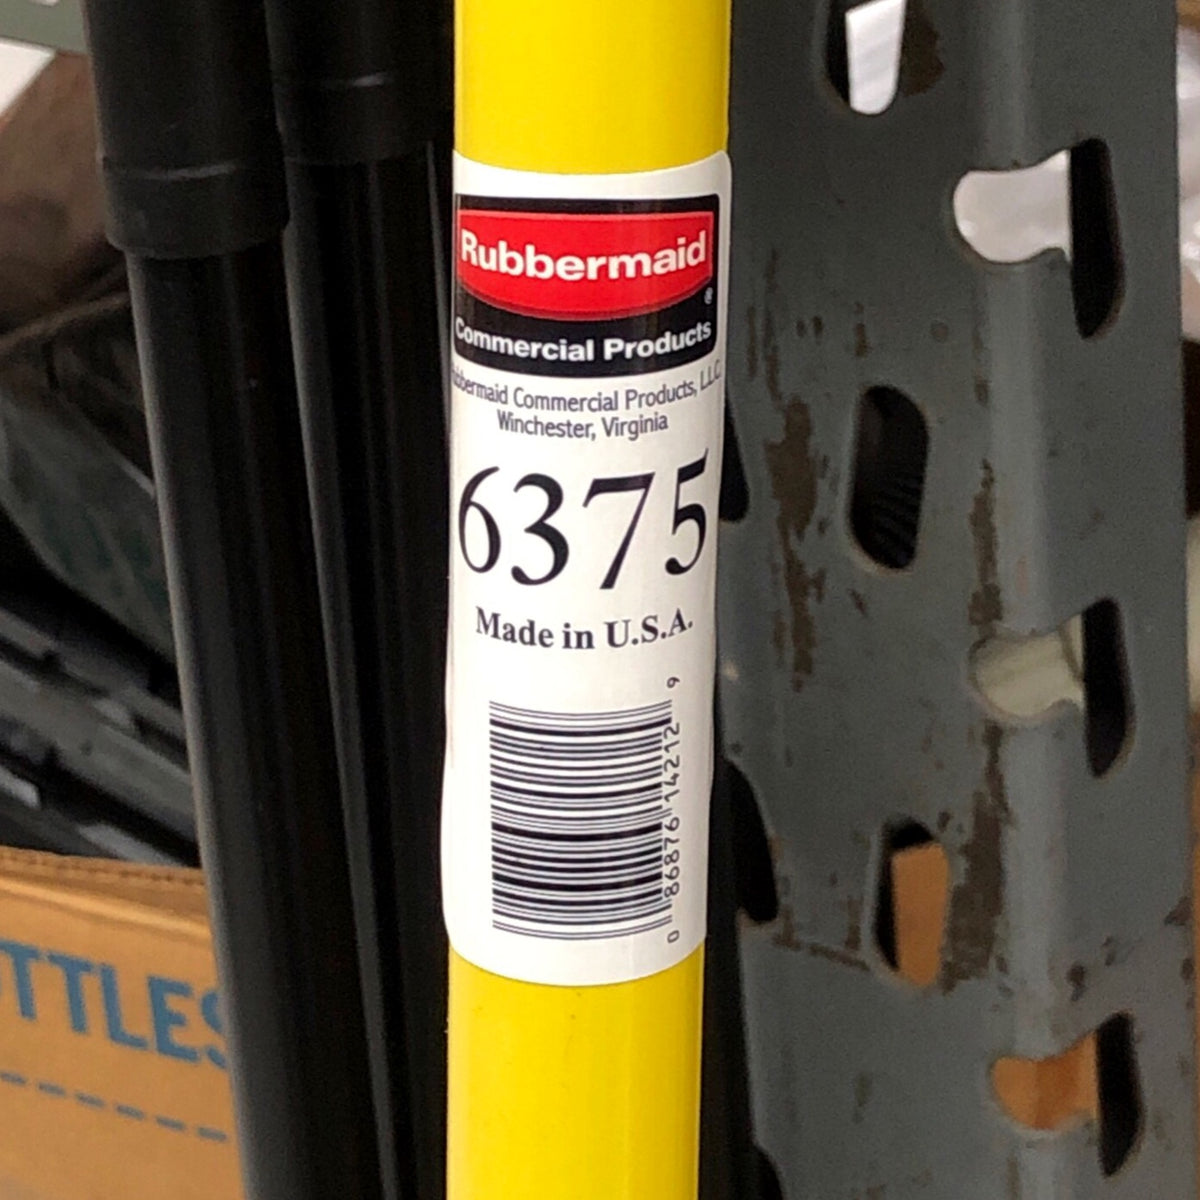 Rubbermaid
®
Commercial Products
Rubbermaid Commercial Products, LLC
Winchester, Virginia
6375
Made in U.S.A.
0 86876 14212 9
TTLES